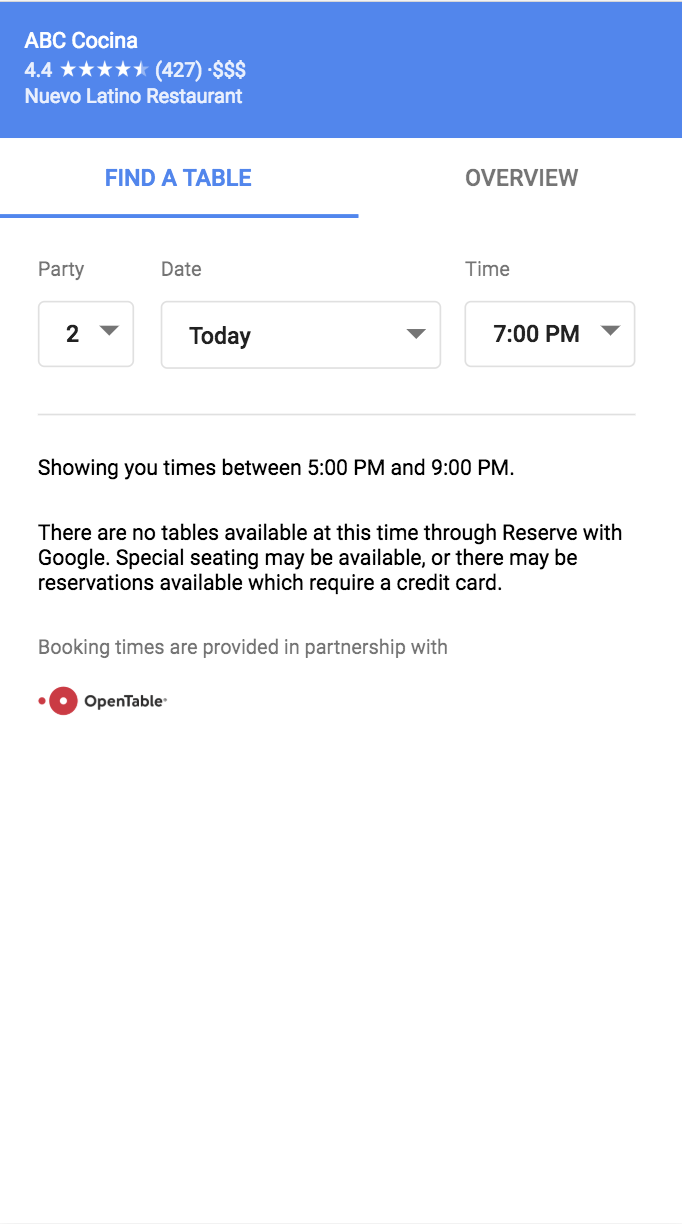 ABC Cocina
4.4 ★★★★⯨ (427) ·$$$
Nuevo Latino Restaurant
FIND A TABLE
OVERVIEW
Party
Date
Time
2
Today
7:00 PM
Showing you times between 5:00 PM and 9:00 PM.
There are no tables available at this time through Reserve with
Google. Special seating may be available, or there may be
reservations available which require a credit card.
Booking times are provided in partnership with
OpenTable